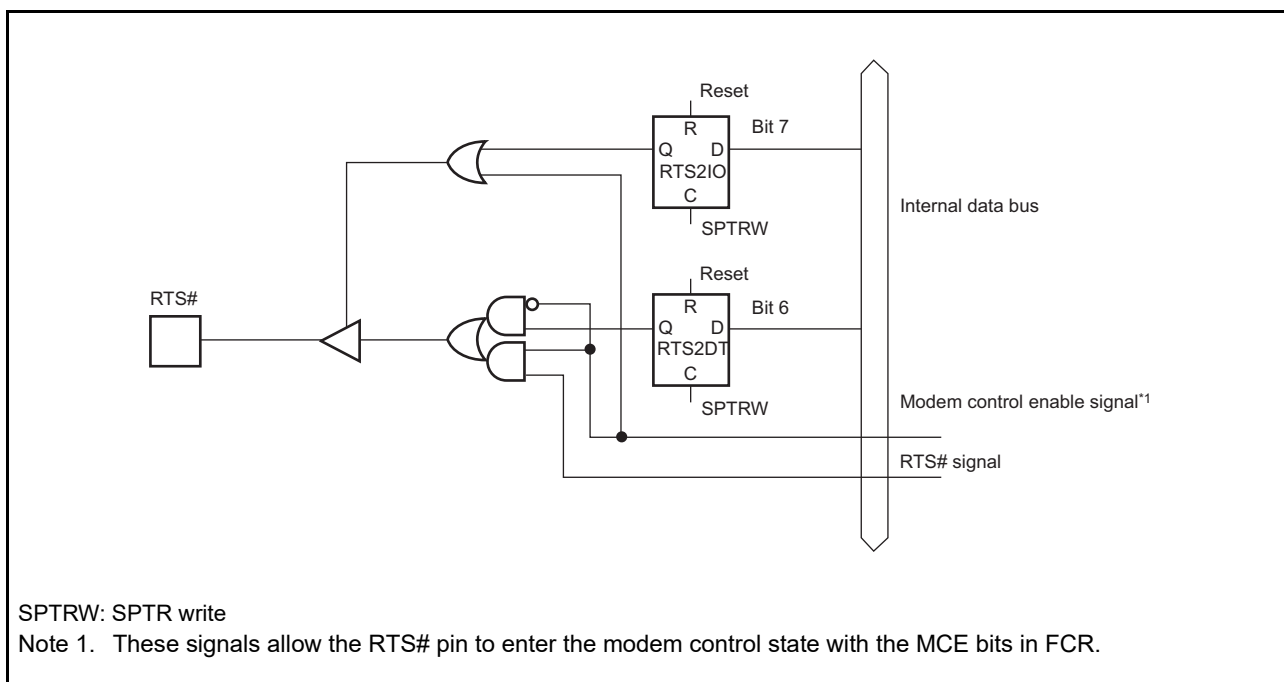 Reset
R
Bit 7
Q D
RTS2IO
C
SPTRW
Internal data bus
Reset
R
Bit 6
Q D
RTS2DT
C
SPTRW
RTS#
Modem control enable signal*1
RTS# signal
SPTRW: SPTR write
Note 1. These signals allow the RTS# pin to enter the modem control state with the MCE bits in FCR.